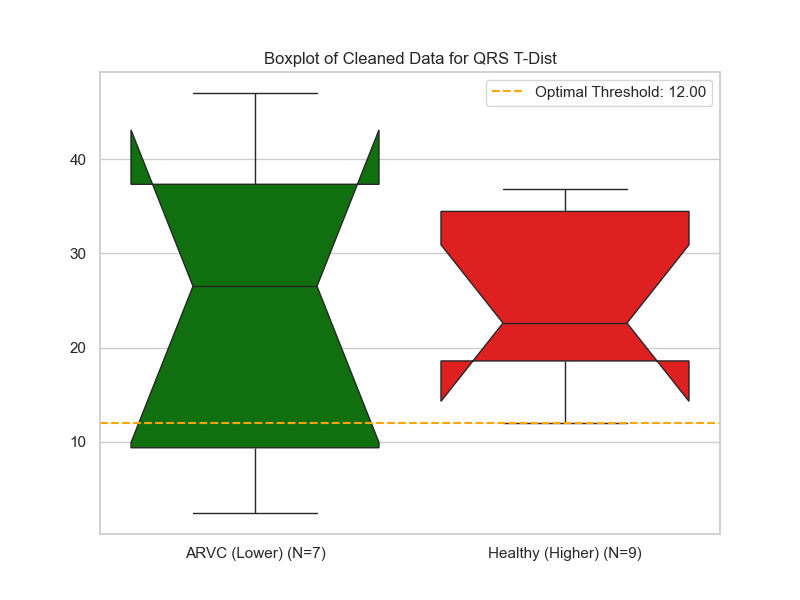 Boxplot of Cleaned Data for QRS T-Dist
Optimal Threshold: 12.00
40
30
20
10
ARVC (Lower) (N=7)
Healthy (Higher) (N=9)